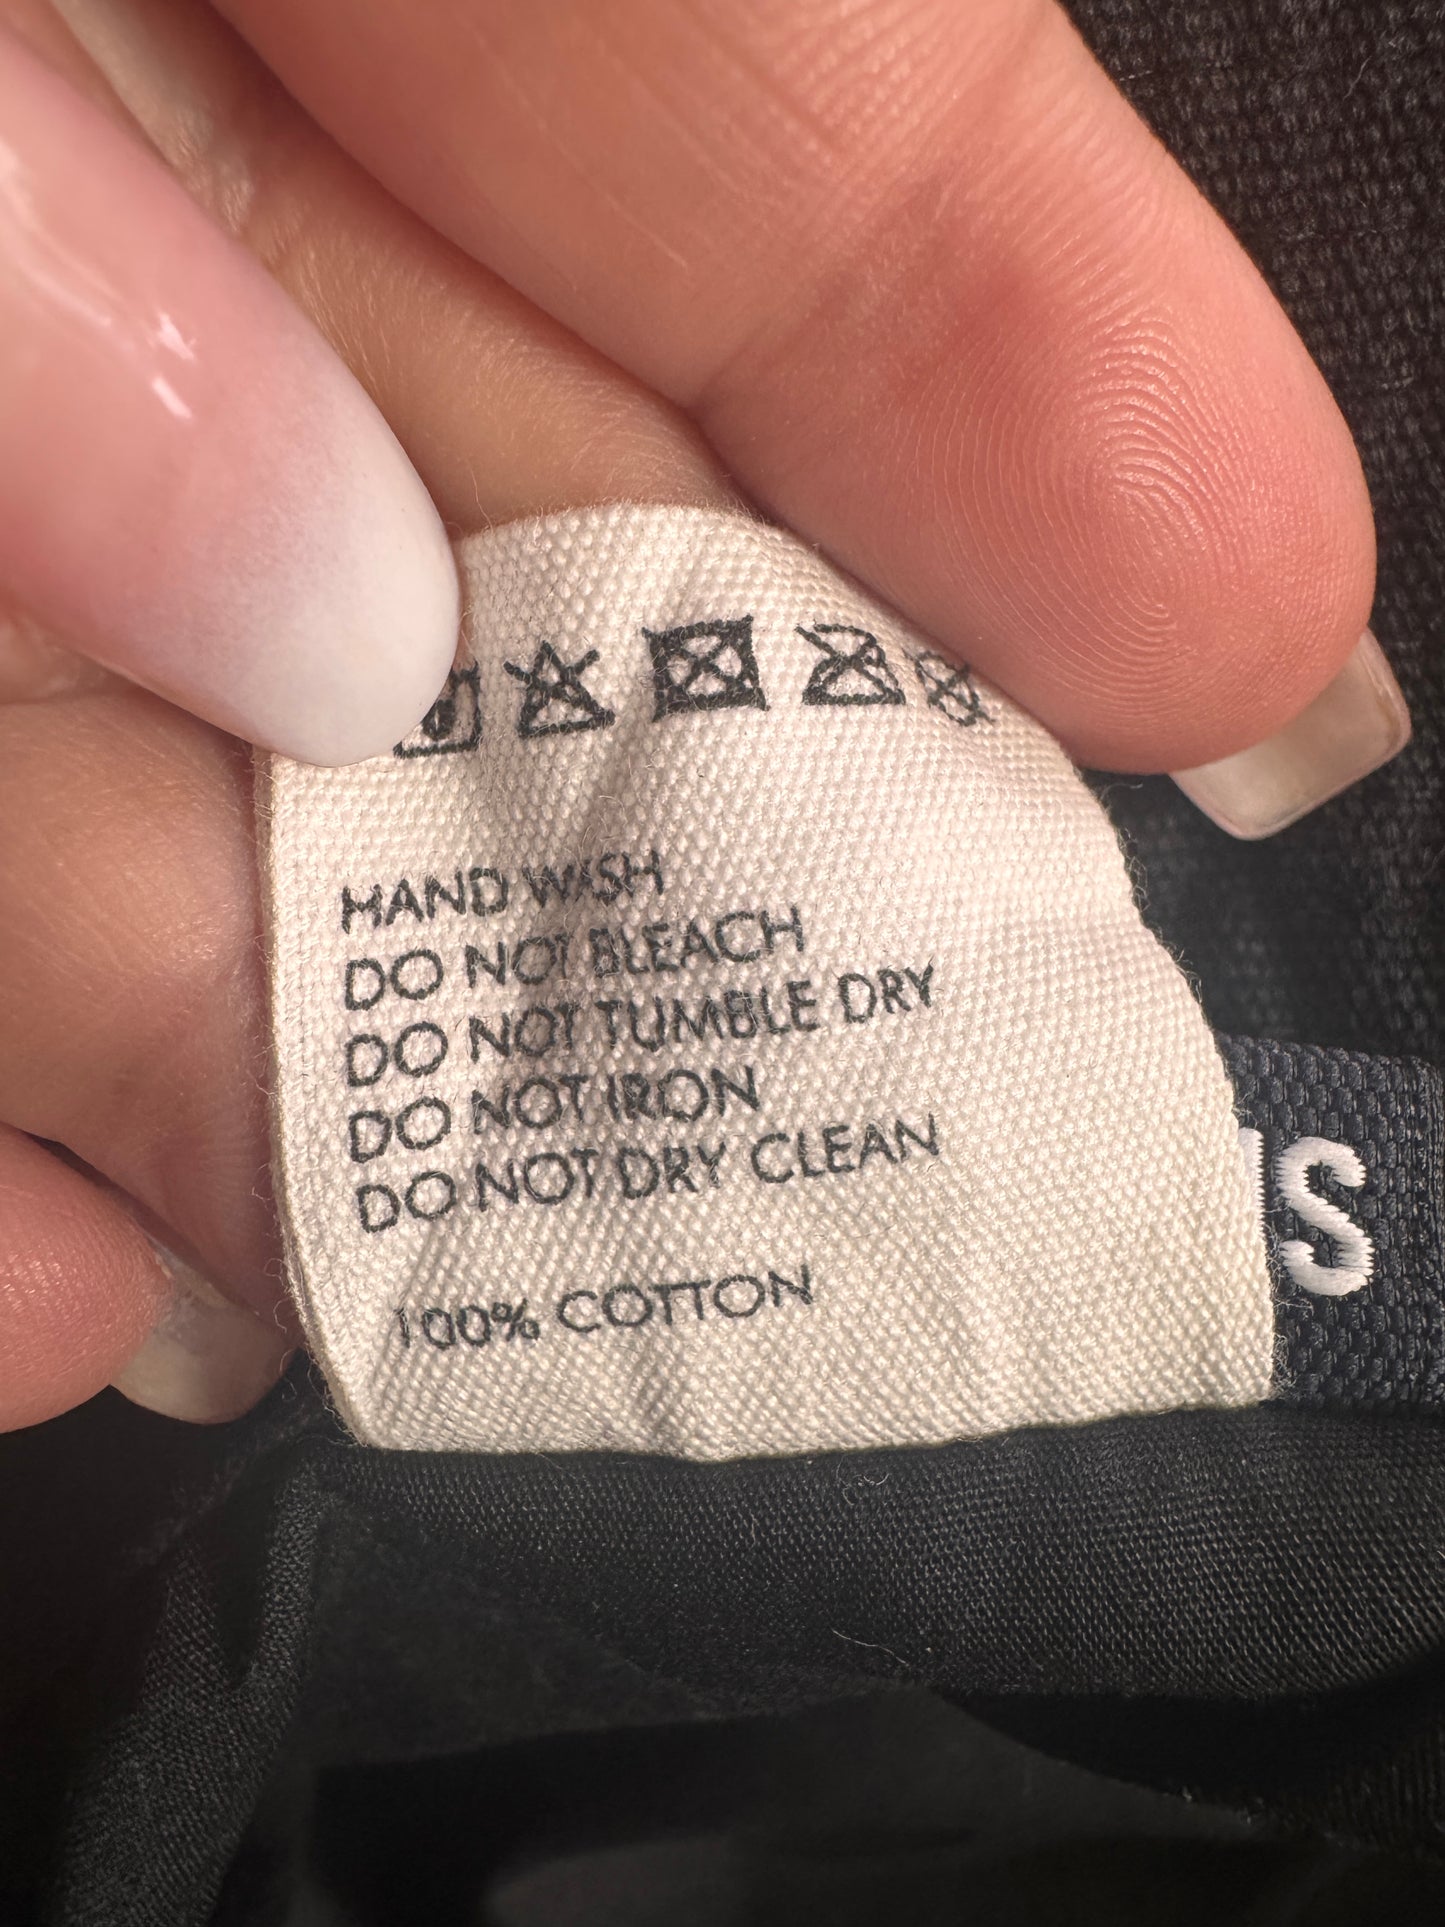 HAND WASH
DO NOT BLEACH
DO NOT TUMBLE DRY
DO NOT IRON
DO NOT DRY CLEAN
100% COTTON
S